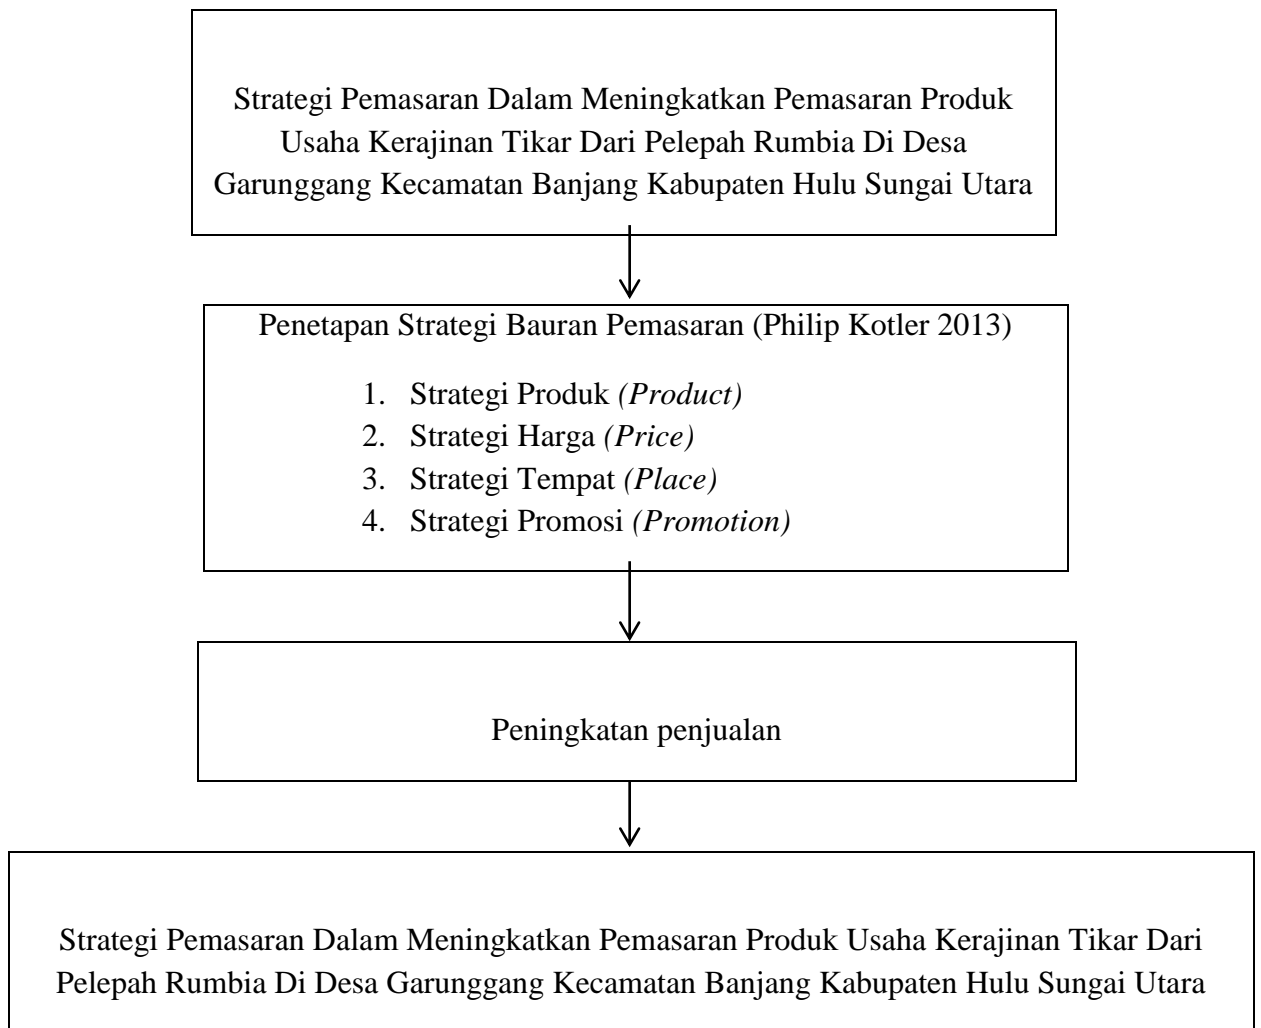 Strategi Pemasaran Dalam Meningkatkan Pemasaran Produk
Usaha Kerajinan Tikar Dari Pelepah Rumbia Di Desa
Garunggang Kecamatan Banjang Kabupaten Hulu Sungai Utara
Penetapan Strategi Bauran Pemasaran (Philip Kotler 2013)
1. Strategi Produk (Product)
2. Strategi Harga (Price)
3. Strategi Tempat (Place)
4. Strategi Promosi (Promotion)
Peningkatan penjualan
Strategi Pemasaran Dalam Meningkatkan Pemasaran Produk Usaha Kerajinan Tikar Dari
Pelepah Rumbia Di Desa Garunggang Kecamatan Banjang Kabupaten Hulu Sungai Utara